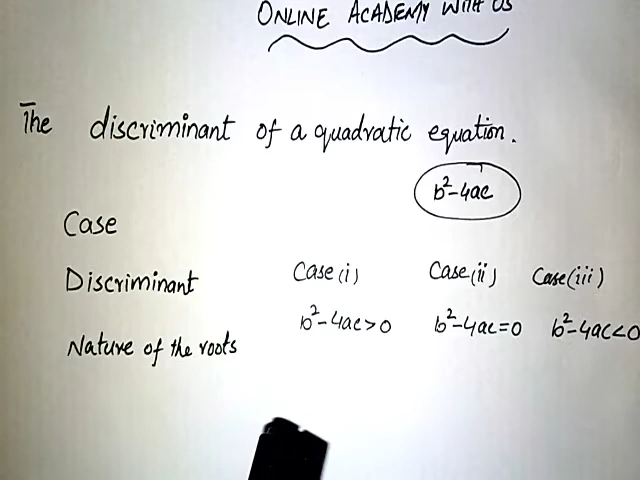 ONLINE ACADEMY WITH US
The discriminant of a quadratic equation.
b²-4ac
Case
Discriminant Case(i) Case(ii) Case(iii)
b²-4ac>0 b²-4ac=0 b²-4ac<0
Nature of the roots